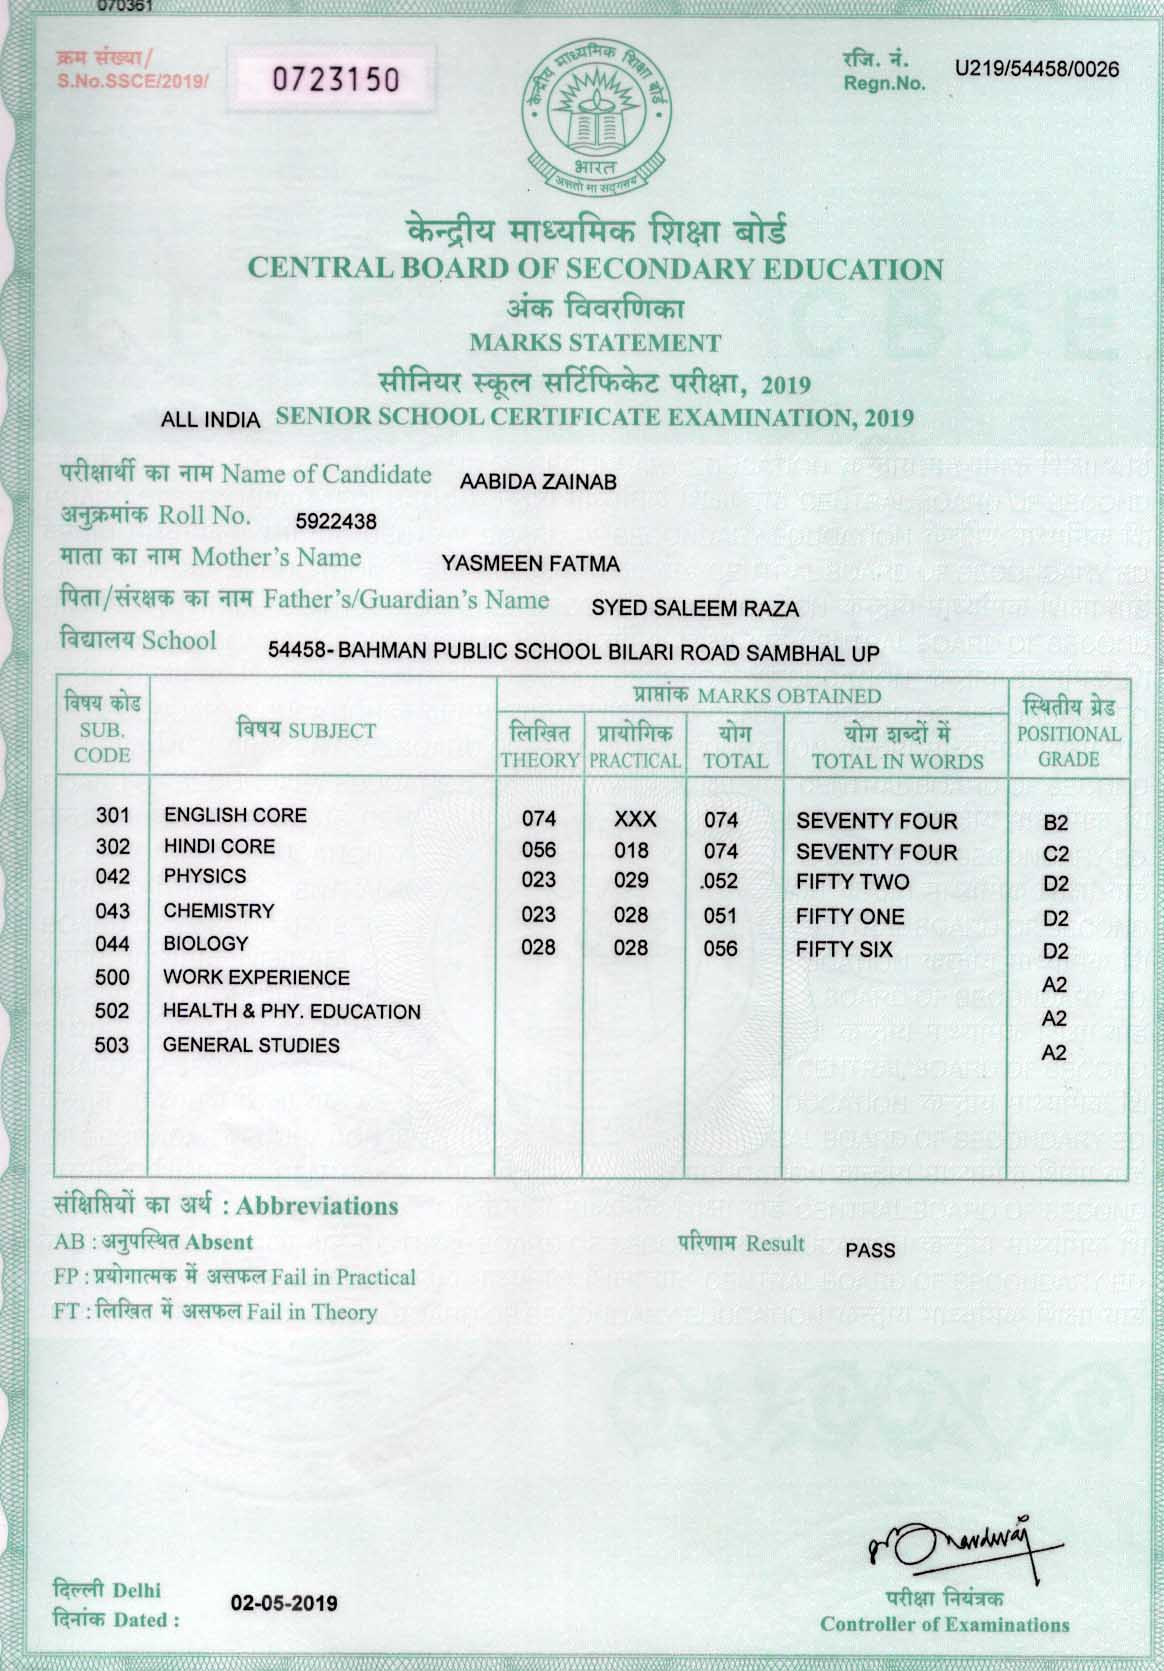 070361
क्रम संख्या/
S.No.SSCE/2019/ 0723150
रजि. नं.
Regn.No. U219/54458/0026
केन्द्रीय माध्यमिक शिक्षा बोर्ड
भारत
असतो मा सद्गमय
केन्द्रीय माध्यमिक शिक्षा बोर्ड
CENTRAL BOARD OF SECONDARY EDUCATION
अंक विवरणिका
MARKS STATEMENT
सीनियर स्कूल सर्टिफिकेट परीक्षा, 2019
ALL INDIA SENIOR SCHOOL CERTIFICATE EXAMINATION, 2019
परीक्षार्थी का नाम Name of Candidate AABIDA ZAINAB
अनुक्रमांक Roll No. 5922438
माता का नाम Mother's Name YASMEEN FATMA
पिता/संरक्षक का नाम Father's/Guardian's Name SYED SALEEM RAZA
विद्यालय School 54458- BAHMAN PUBLIC SCHOOL BILARI ROAD SAMBHAL UP
विषय कोड SUB. CODE विषय SUBJECT प्राप्तांक MARKS OBTAINED स्थितीय ग्रेड POSITIONAL GRADE
लिखित THEORY प्रायोगिक PRACTICAL योग TOTAL योग शब्दों में TOTAL IN WORDS
301 ENGLISH CORE 074 XXX 074 SEVENTY FOUR B2
302 HINDI CORE 056 018 074 SEVENTY FOUR C2
042 PHYSICS 023 029 .052 FIFTY TWO D2
043 CHEMISTRY 023 028 051 FIFTY ONE D2
044 BIOLOGY 028 028 056 FIFTY SIX D2
500 WORK EXPERIENCE A2
502 HEALTH & PHY. EDUCATION A2
503 GENERAL STUDIES A2
संक्षिप्तियों का अर्थ : Abbreviations
AB : अनुपस्थित Absent परिणाम Result PASS
FP : प्रयोगात्मक में असफल Fail in Practical
FT : लिखित में असफल Fail in Theory
दिल्ली Delhi
दिनांक Dated : 02-05-2019
परीक्षा नियंत्रक
Controller of Examinations